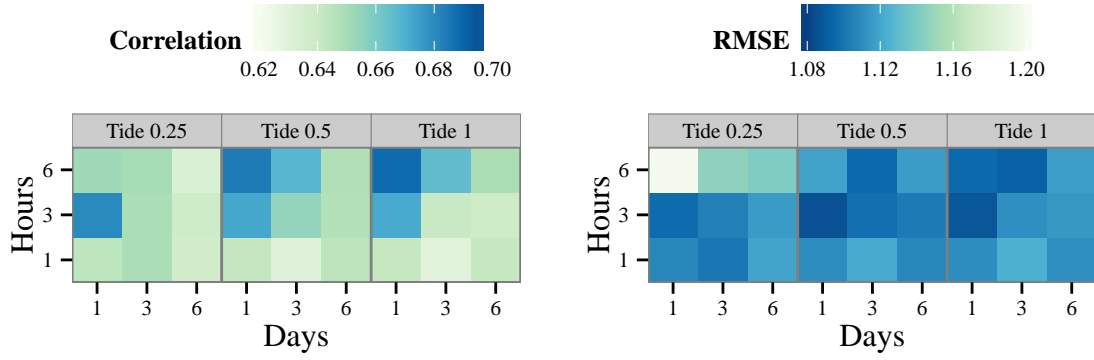 Correlation
0.62 0.64 0.66 0.68 0.70
Tide 0.25 Tide 0.5 Tide 1
Hours
6
3
1
1 3 6 1 3 6 1 3 6
Days
RMSE
1.08 1.12 1.16 1.20
Tide 0.25 Tide 0.5 Tide 1
Hours
6
3
1
1 3 6 1 3 6 1 3 6
Days